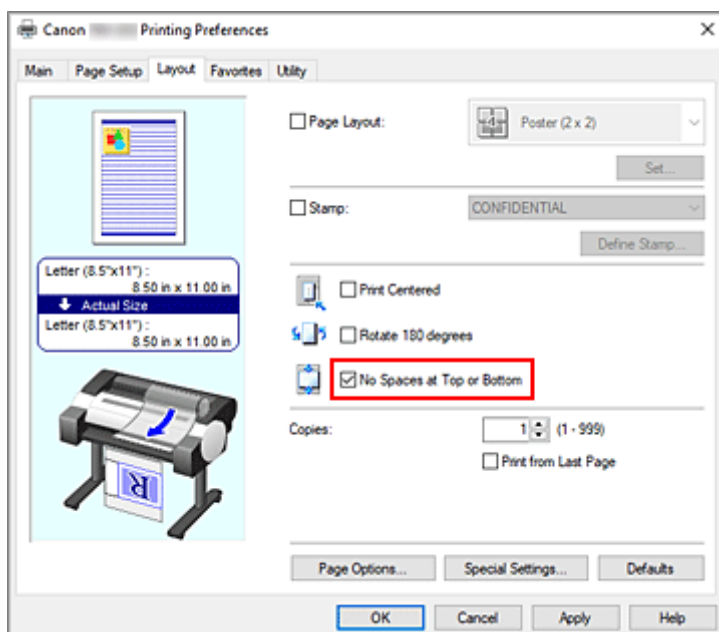 Canon Printing Preferences
Main Page Setup Layout Favorites Utility
Page Layout: 4 Poster (2 x 2)
Set...
Stamp: CONFIDENTIAL
Define Stamp...
Letter (8.5"x11") :
8.50 in x 11.00 in
Actual Size
Letter (8.5"x11") :
8.50 in x 11.00 in
Print Centered
Rotate 180 degrees
No Spaces at Top or Bottom
Copies: 1 (1 - 999)
Print from Last Page
R
Page Options... Special Settings... Defaults
OK Cancel Apply Help